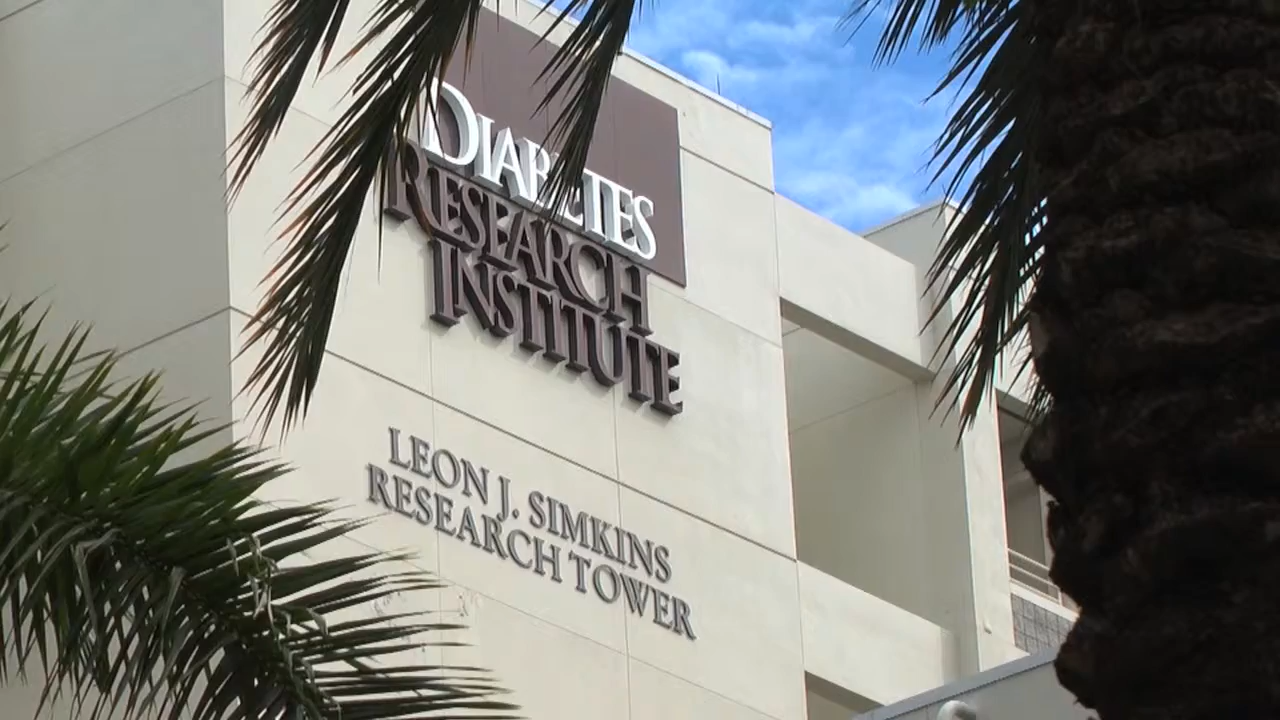 DIABETES
RESEARCH
INSTITUTE
LEON J. SIMKINS
RESEARCH TOWER